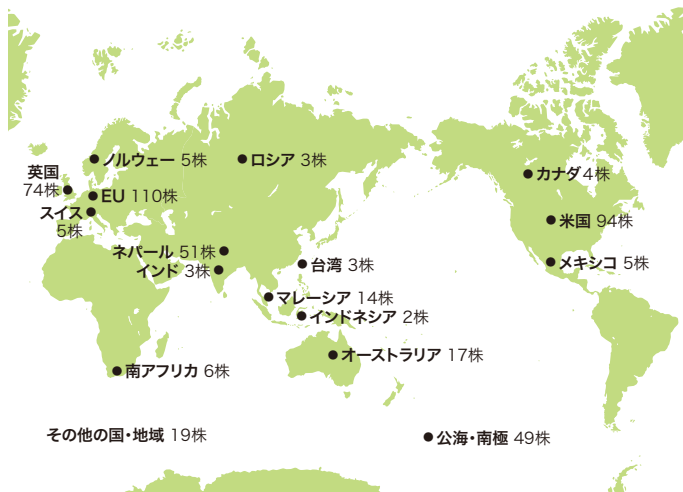 ノルウェー 5株
ロシア 3株
英国
74株
カナダ4株
EU 110株
スイス
5株
米国 94株
ネパール 51株
インド 3株
台湾 3株
メキシコ 5株
マレーシア 14株
インドネシア 2株
オーストラリア 17株
南アフリカ 6株
その他の国・地域 19株
公海・南極 49株